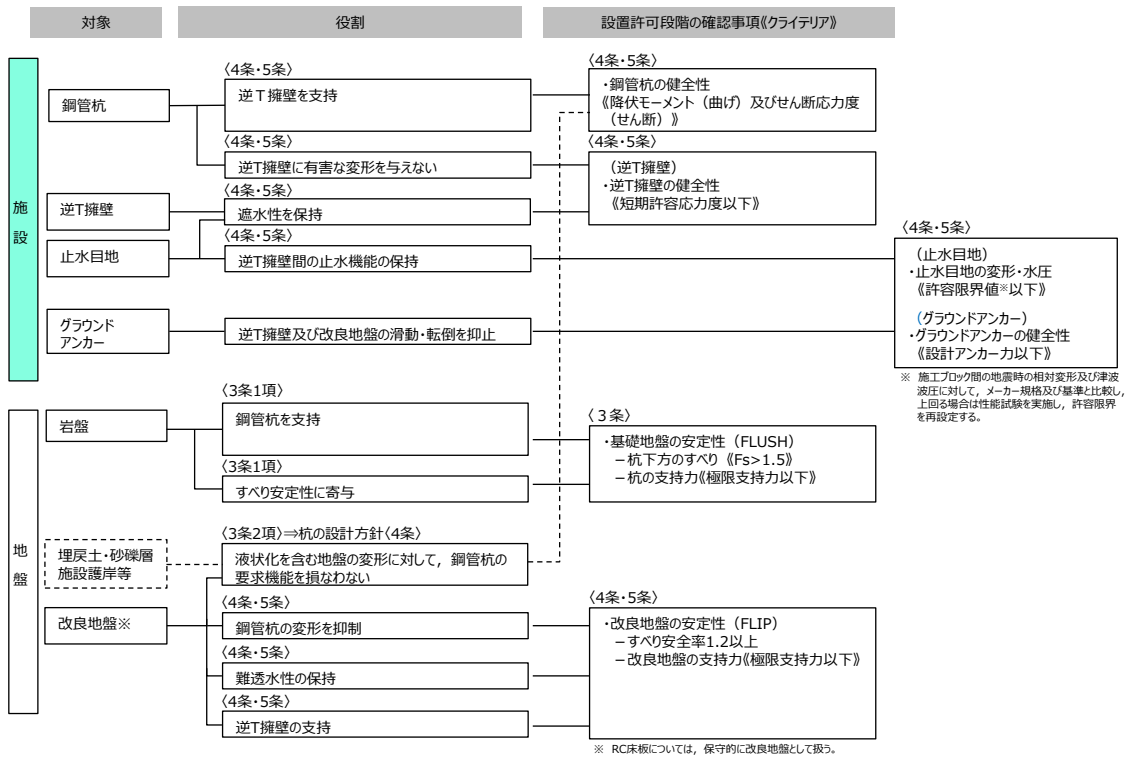 対象
役割
設置許可段階の確認事項《クライテリア》
施
設
鋼管杭
〈4条・5条〉
逆Ｔ擁壁を支持
〈4条・5条〉
・鋼管杭の健全性
《降伏モーメント（曲げ）及びせん断応力度
（せん断）》
〈4条・5条〉
逆T擁壁に有害な変形を与えない
〈4条・5条〉
（逆T擁壁）
・逆T擁壁の健全性
《短期許容応力度以下》
逆T擁壁
〈4条・5条〉
遮水性を保持
止水目地
〈4条・5条〉
逆T擁壁間の止水機能の保持
〈4条・5条〉
（止水目地）
・止水目地の変形・水圧
《許容限界値※以下》
（グラウンドアンカー）
・グラウンドアンカーの健全性
《設計アンカー力以下》
※ 施工ブロック間の地震時の相対変形及び津波
波圧に対して，メーカー規格及び基準と比較し，
上回る場合は性能試験を実施し，許容限界
を再設定する。
グラウンド
アンカー
逆T擁壁及び改良地盤の滑動・転倒を抑止
地
盤
岩盤
〈3条1項〉
鋼管杭を支持
〈３条〉
・基礎地盤の安定性（FLUSH）
－杭下方のすべり《Fs>1.5》
－杭の支持力《極限支持力以下》
〈3条1項〉
すべり安定性に寄与
埋戻土・砂礫層
施設護岸等
〈3条2項〉⇒杭の設計方針〈4条〉
液状化を含む地盤の変形に対して，鋼管杭の
要求機能を損なわない
改良地盤※
〈4条・5条〉
鋼管杭の変形を抑制
〈4条・5条〉
・改良地盤の安定性（FLIP）
－すべり安全率1.2以上
－改良地盤の支持力《極限支持力以下》
〈4条・5条〉
難透水性の保持
〈4条・5条〉
逆T擁壁の支持
※ RC床板については，保守的に改良地盤として扱う。